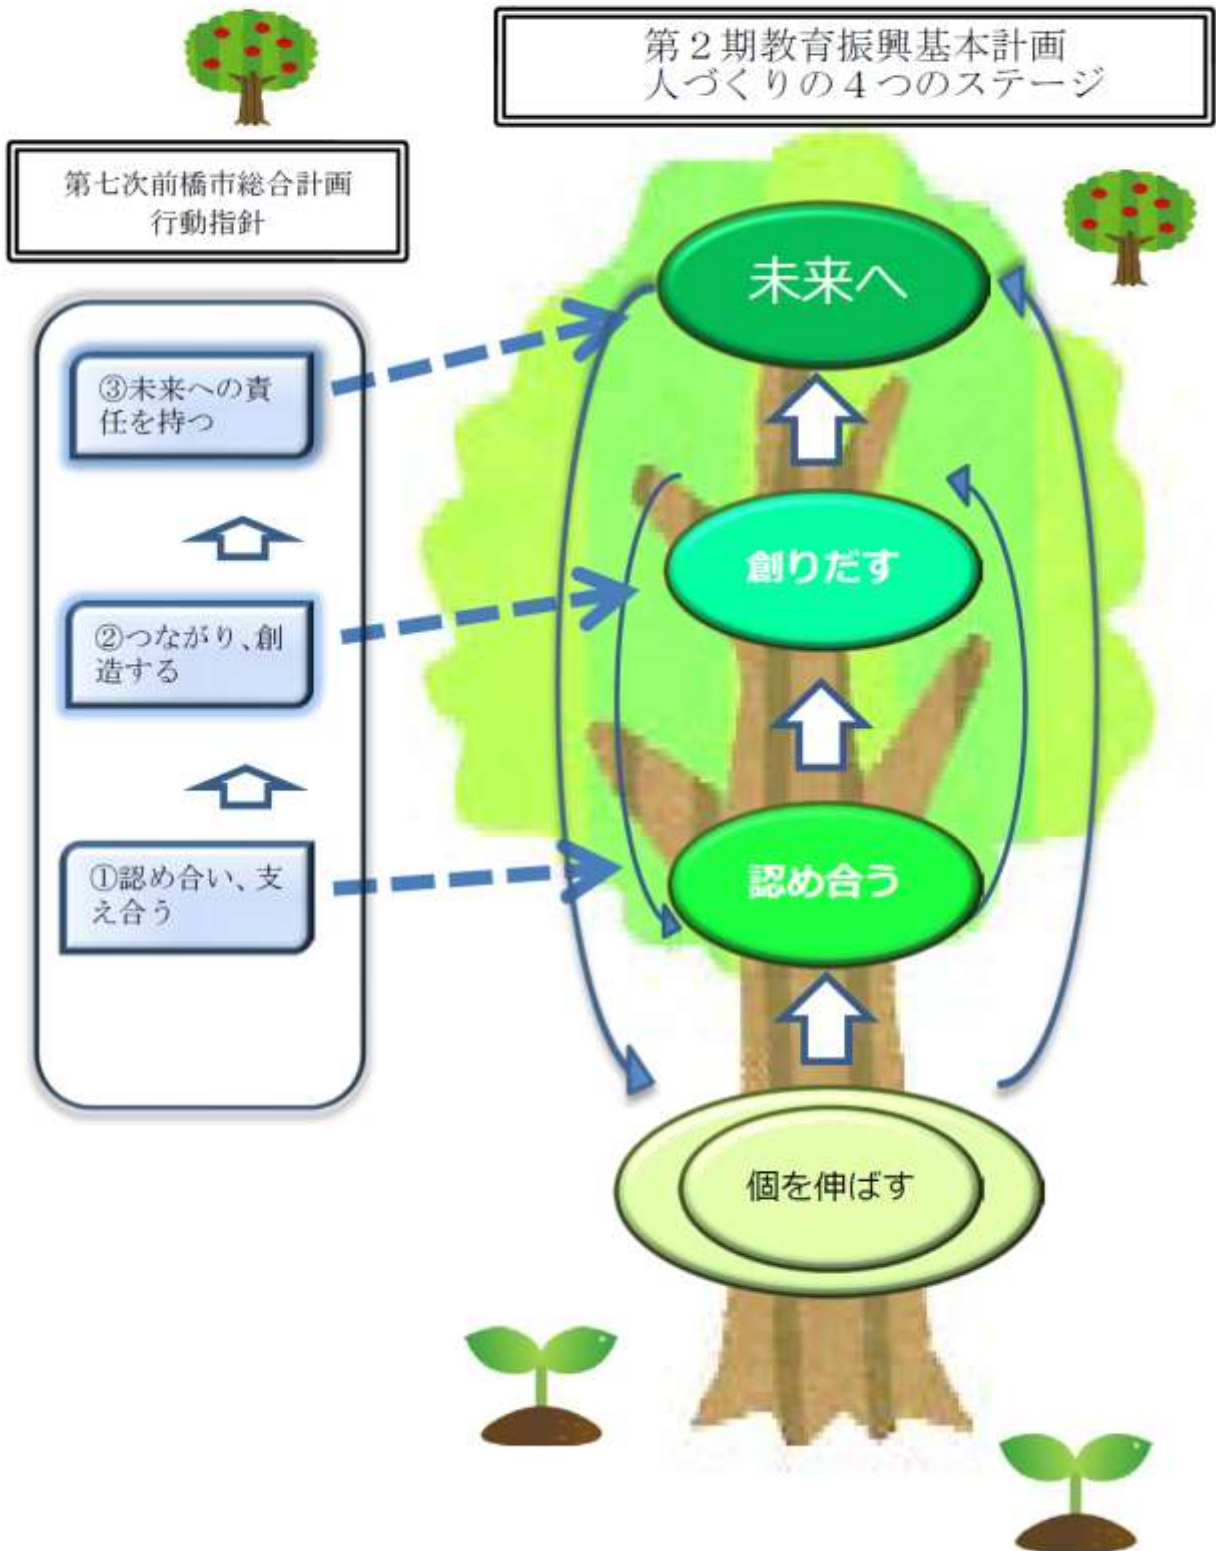 第２期教育振興基本計画
人づくりの４つのステージ
第七次前橋市総合計画
行動指針
③未来への責
任を持つ
②つながり、創
造する
①認め合い、支
え合う
未来へ
創りだす
認め合う
個を伸ばす